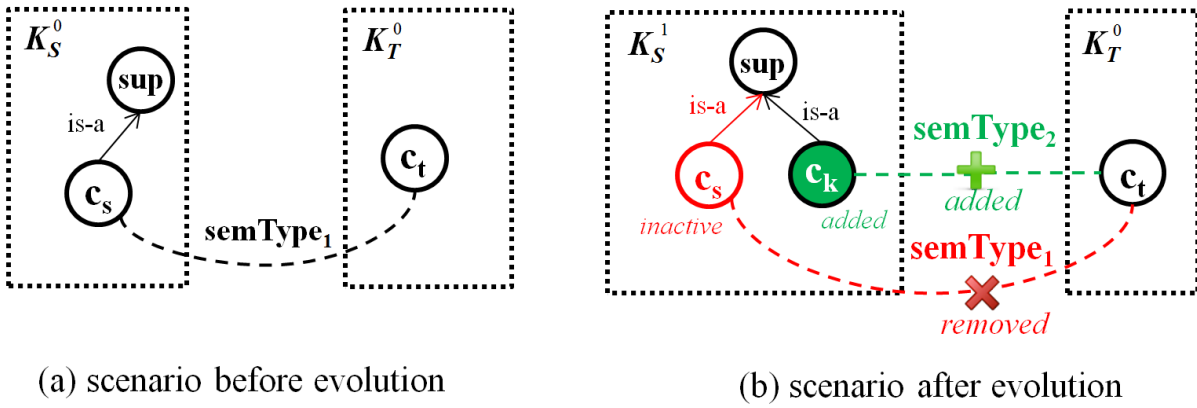 K_S^0
sup
is-a
c_s
K_T^0
c_t
semType_1
(a) scenario before evolution
K_S^1
sup
is-a
is-a
c_s
inactive
c_k
added
semType_2
added
semType_1
removed
K_T^0
c_t
(b) scenario after evolution